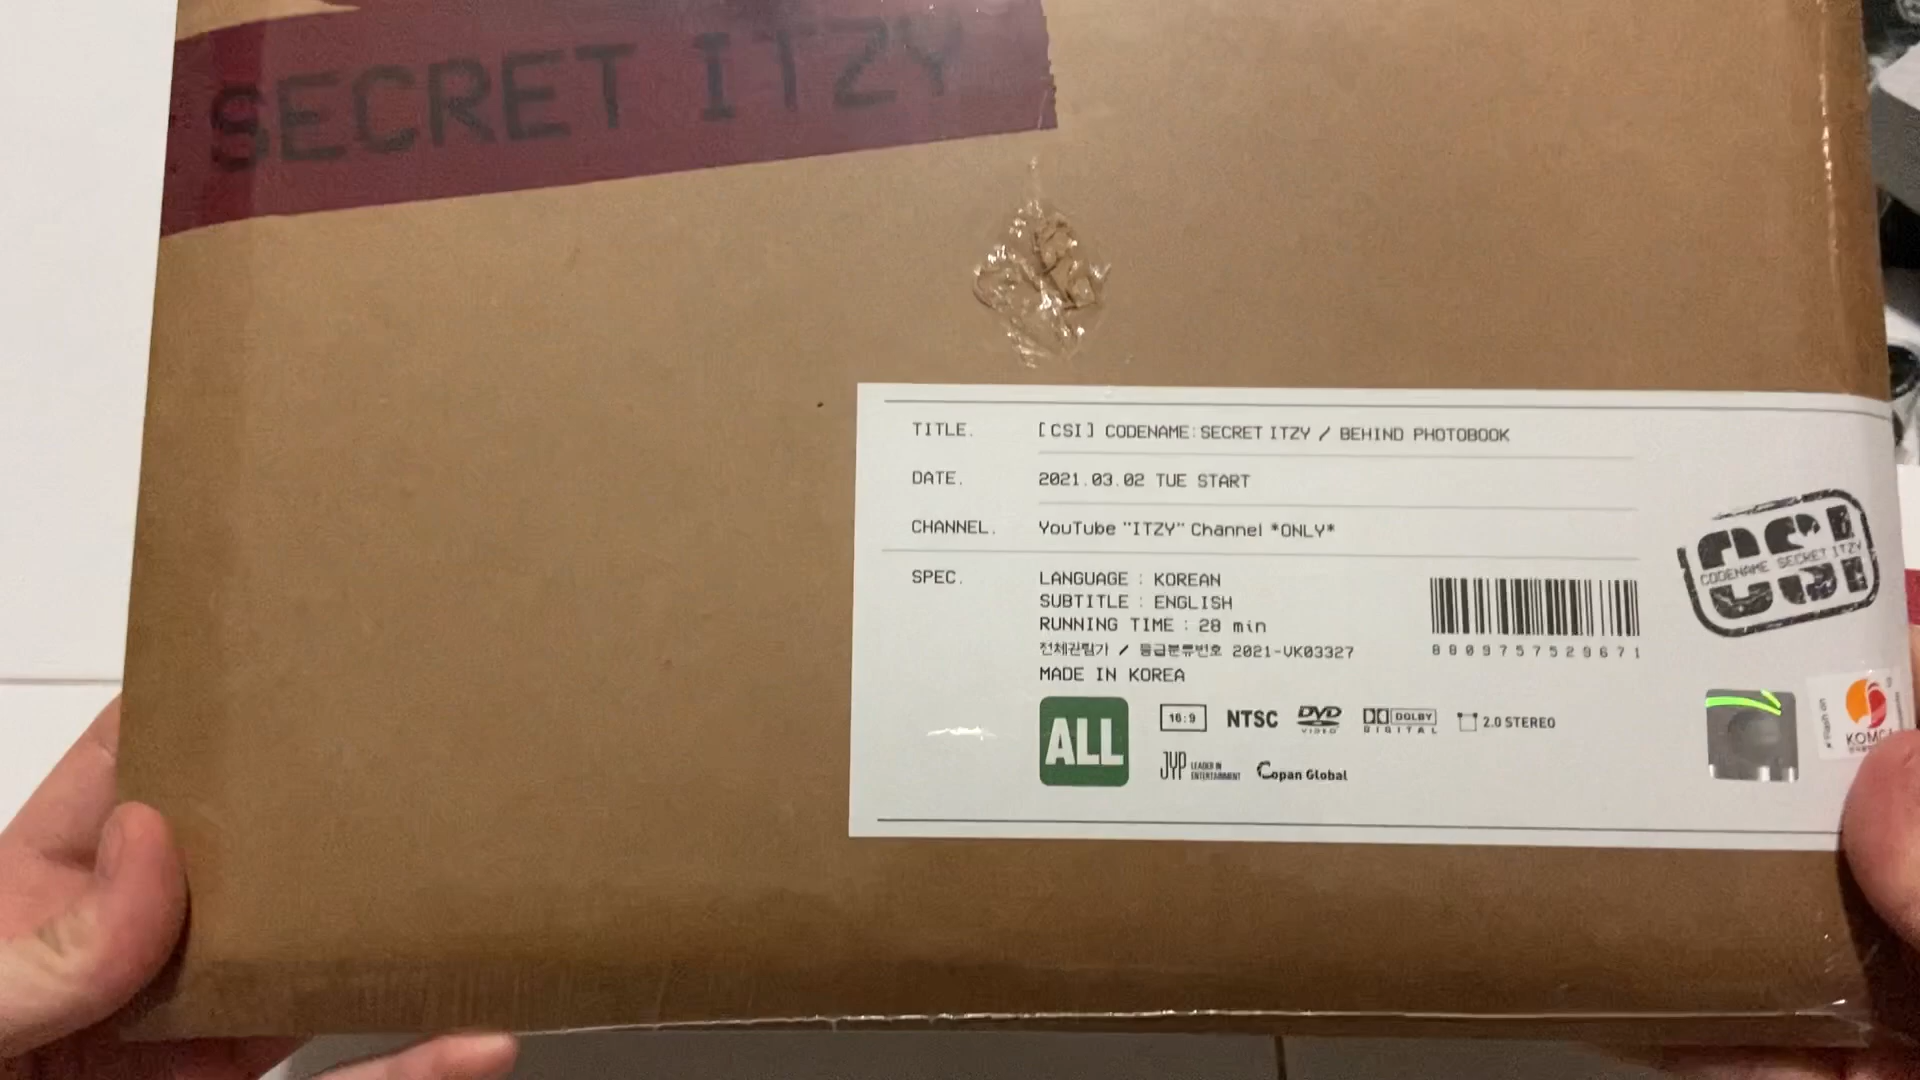 SECRET ITZY
TITLE. [CSI] CODENAME:SECRET ITZY / BEHIND PHOTOBOOK
DATE. 2021.03.02 TUE START
CHANNEL. YouTube "ITZY" Channel *ONLY*
SPEC. LANGUAGE : KOREAN
SUBTITLE : ENGLISH
RUNNING TIME : 28 min
전체관람가 / 등급분류번호 2021-VK03327
MADE IN KOREA
8809757529671
CSI
CODENAME SECRET ITZY
ALL
16:9 NTSC DVD VIDEO DOLBY DIGITAL 2.0 STEREO
JYP LEADER IN ENTERTAINMENT Copan Global
KOMCA